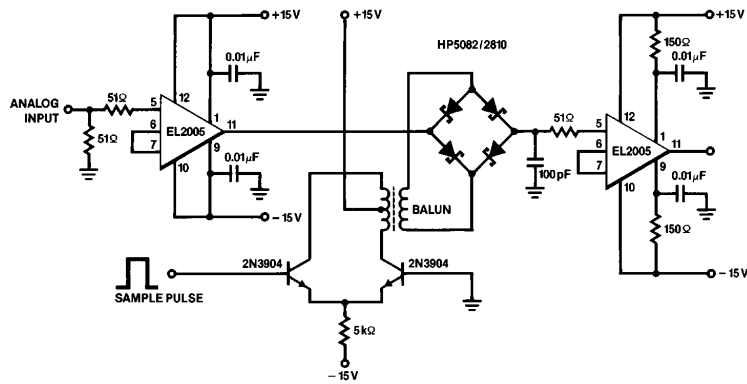 +15V
+15V
+15V
HP5082/2810
0.01μF
150Ω
0.01μF
51Ω
ANALOG
INPUT
5
12
1
6
EL2005
11
7
9
10
51Ω
0.01μF
-15V
51Ω
5
12
1
6
EL2005
11
7
9
10
100pF
0.01μF
150Ω
-15V
BALUN
2N3904
2N3904
SAMPLE PULSE
5kΩ
-15V